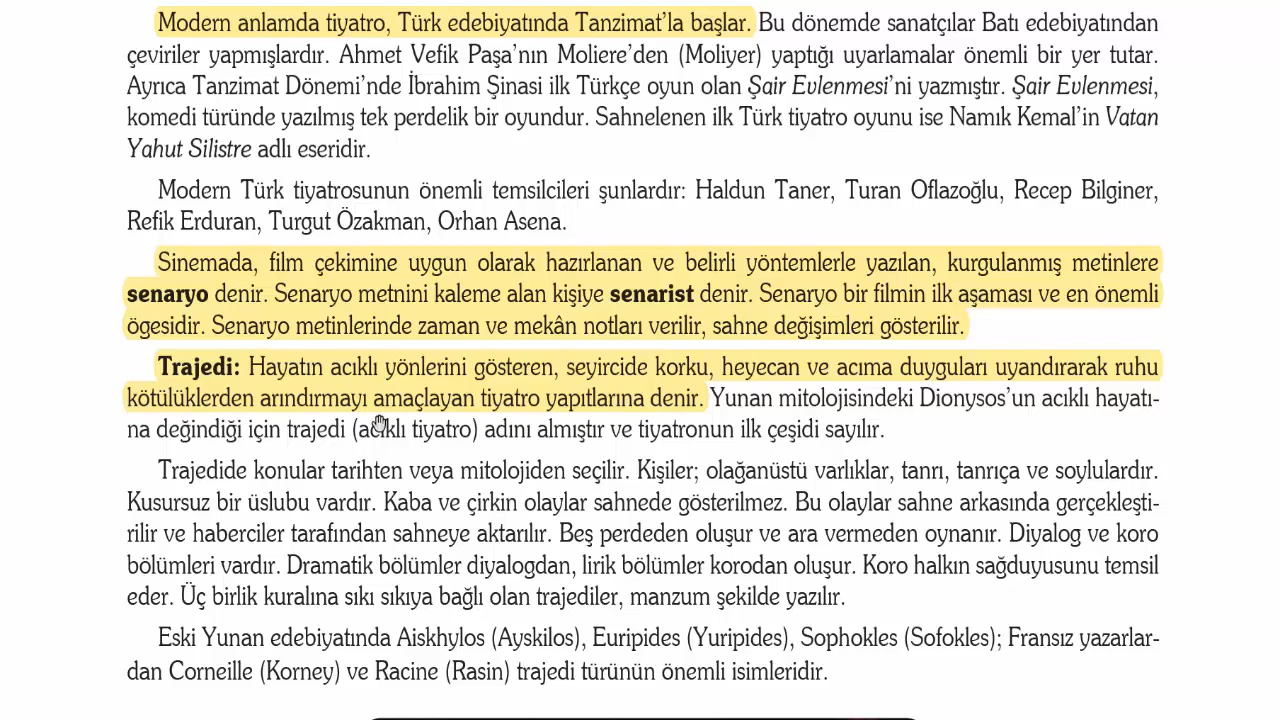 Modern anlamda tiyatro, Türk edebiyatında Tanzimat’la başlar. Bu dönemde sanatçılar Batı edebiyatından
çeviriler yapmışlardır. Ahmet Vefik Paşa’nın Moliere’den (Moliyer) yaptığı uyarlamalar önemli bir yer tutar.
Ayrıca Tanzimat Dönemi’nde İbrahim Şinasi ilk Türkçe oyun olan Şair Evlenmesi’ni yazmıştır. Şair Evlenmesi,
komedi türünde yazılmış tek perdelik bir oyundur. Sahnelenen ilk Türk tiyatro oyunu ise Namık Kemal’in Vatan
Yahut Silistre adlı eseridir.
Modern Türk tiyatrosunun önemli temsilcileri şunlardır: Haldun Taner, Turan Oflazoğlu, Recep Bilginer,
Refik Erduran, Turgut Özakman, Orhan Asena.
Sinemada, film çekimine uygun olarak hazırlanan ve belirli yöntemlerle yazılan, kurgulanmış metinlere
senaryo denir. Senaryo metnini kaleme alan kişiye senarist denir. Senaryo bir filmin ilk aşaması ve en önemli
ögesidir. Senaryo metinlerinde zaman ve mekân notları verilir, sahne değişimleri gösterilir.
Trajedi: Hayatın acıklı yönlerini gösteren, seyircide korku, heyecan ve acıma duyguları uyandırarak ruhu
kötülüklerden arındırmayı amaçlayan tiyatro yapıtlarına denir. Yunan mitolojisindeki Dionysos’un acıklı hayatı-
na değindiği için trajedi (acıklı tiyatro) adını almıştır ve tiyatronun ilk çeşidi sayılır.
Trajedide konular tarihten veya mitolojiden seçilir. Kişiler; olağanüstü varlıklar, tanrı, tanrıça ve soylulardır.
Kusursuz bir üslubu vardır. Kaba ve çirkin olaylar sahnede gösterilmez. Bu olaylar sahne arkasında gerçekleşti-
rilir ve haberciler tarafından sahneye aktarılır. Beş perdeden oluşur ve ara vermeden oynanır. Diyalog ve koro
bölümleri vardır. Dramatik bölümler diyalogdan, lirik bölümler korodan oluşur. Koro halkın sağduyusunu temsil
eder. Üç birlik kuralına sıkı sıkıya bağlı olan trajediler, manzum şekilde yazılır.
Eski Yunan edebiyatında Aiskhylos (Ayskilos), Euripides (Yuripides), Sophokles (Sofokles); Fransız yazarlar-
dan Corneille (Korney) ve Racine (Rasin) trajedi türünün önemli isimleridir.